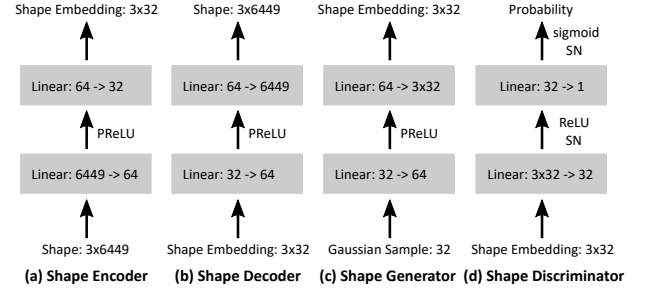 Shape Embedding: 3x32
Linear: 64 -> 32
PReLU
Linear: 6449 -> 64
Shape: 3x6449
(a) Shape Encoder
Shape: 3x6449
Linear: 64 -> 6449
PReLU
Linear: 32 -> 64
Shape Embedding: 3x32
(b) Shape Decoder
Shape Embedding: 3x32
Linear: 64 -> 3x32
PReLU
Linear: 32 -> 64
Gaussian Sample: 32
(c) Shape Generator
Probability
sigmoid
SN
Linear: 32 -> 1
ReLU
SN
Linear: 3x32 -> 32
Shape Embedding: 3x32
(d) Shape Discriminator